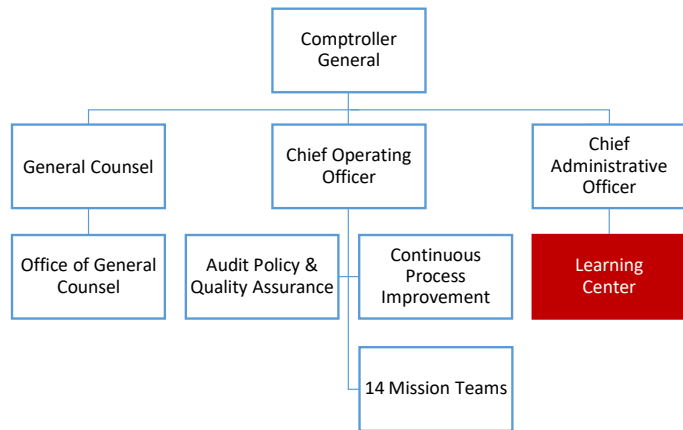 Comptroller
General
General Counsel
Chief Operating
Officer
Chief
Administrative
Officer
Office of General
Counsel
Audit Policy &
Quality Assurance
Continuous
Process
Improvement
Learning
Center
14 Mission Teams